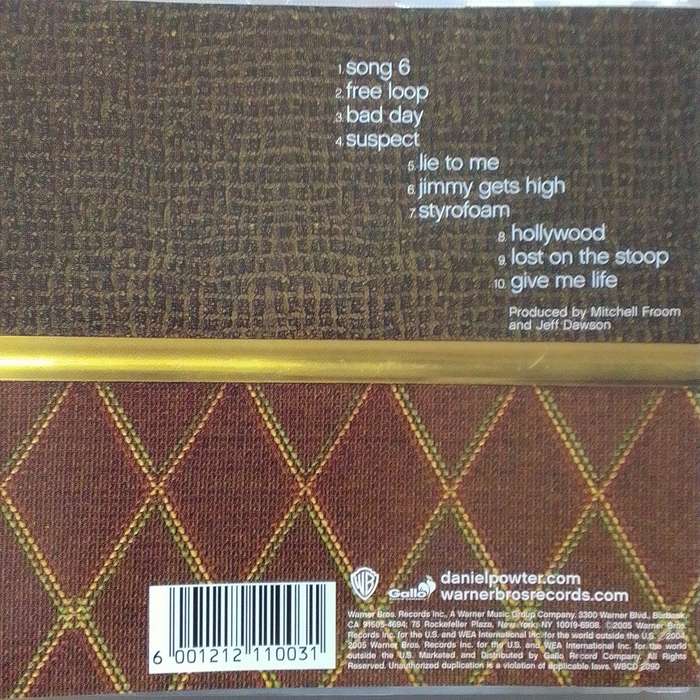 1. song 6
2. free loop
3. bad day
4. suspect
5. lie to me
6. jimmy gets high
7. styrofoam
8. hollywood
9. lost on the stoop
10. give me life
Produced by Mitchell Froom
and Jeff Dawson
WB Gallo danielpowter.com
warnerbrosrecords.com
Warner Bros. Records Inc., A Warner Music Group Company. 3300 Warner Blvd., Burbank,
CA 91505-4694; 75 Rockefeller Plaza, New York, NY 10019-6908. ©2005 Warner Bros.
Records Inc. for the U.S. and WEA International Inc. for the world outside the U.S. 2004,
2005 Warner Bros. Records Inc. for the U.S. and WEA International Inc. for the world
outside the U.S. Marketed and Distributed by Gallo Record Company. All Rights
Reserved. Unauthorized duplication is a violation of applicable laws. WBCD 2090
6 001212 110031